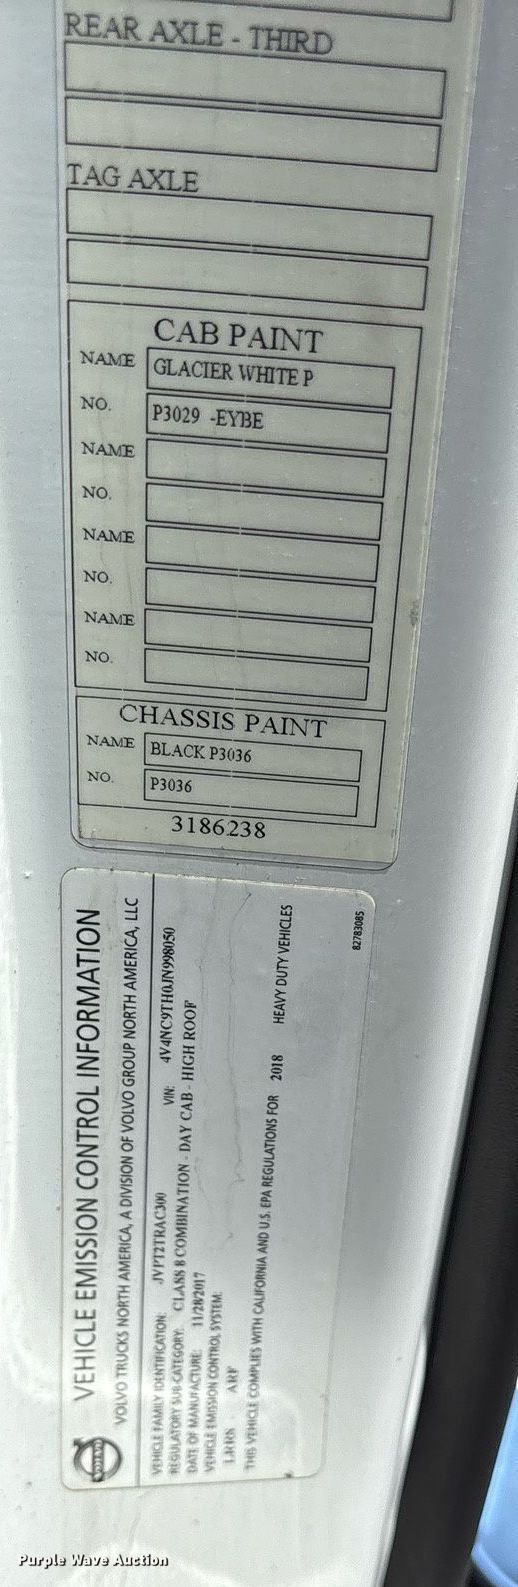 REAR AXLE - THIRD
TAG AXLE
CAB PAINT
NAME GLACIER WHITE P
NO. P3029 -EYBE
NAME
NO.
NAME
NO.
NAME
NO.
CHASSIS PAINT
NAME BLACK P3036
NO. P3036
3186238
VEHICLE EMISSION CONTROL INFORMATION
VOLVO TRUCKS NORTH AMERICA, A DIVISION OF VOLVO GROUP NORTH AMERICA, LLC
VEHICLE FAMILY IDENTIFICATION: JVPT2TRAC300 VIN: 4V4NC9TH0JN998050
REGULATORY SUB-CATEGORY: CLASS 8 COMBINATION - DAY CAB - HIGH ROOF
DATE OF MANUFACTURE: 11/28/2017
VEHICLE EMISSION CONTROL SYSTEM:
LRRS ARF
THIS VEHICLE COMPLIES WITH CALIFORNIA AND U.S. EPA REGULATIONS FOR 2018 HEAVY DUTY VEHICLES
82783085
VOLVO
Purple Wave Auction